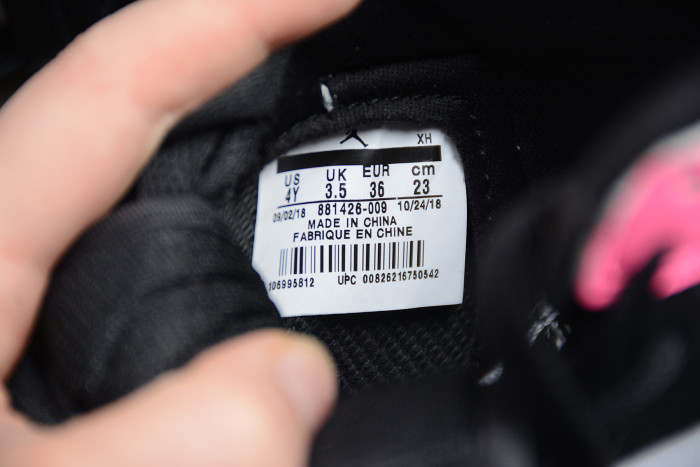 XH
US UK EUR cm
4Y 3.5 36 23
09/02/18 881426-009 10/24/18
MADE IN CHINA
FABRIQUE EN CHINE
106995812 UPC 00826216750542